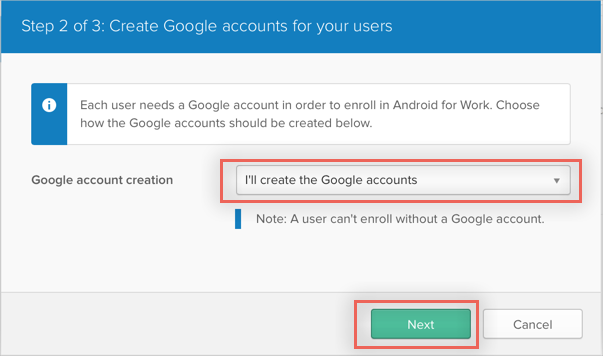 Step 2 of 3: Create Google accounts for your users
Each user needs a Google account in order to enroll in Android for Work. Choose
how the Google accounts should be created below.
Google account creation
I'll create the Google accounts
Note: A user can't enroll without a Google account.
Next
Cancel